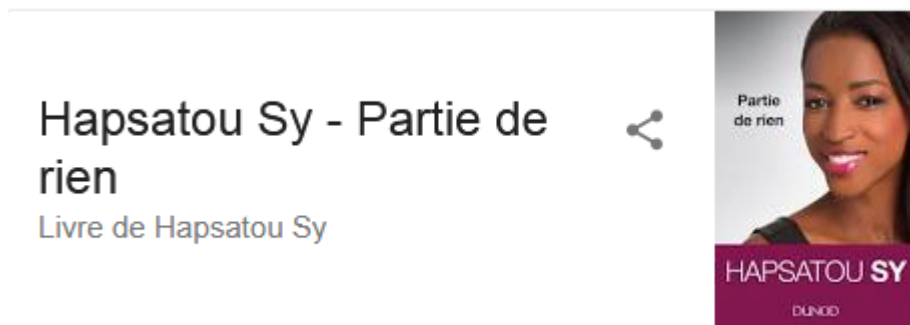 Hapsatou Sy - Partie de
rien
Livre de Hapsatou Sy
Partie
de rien
HAPSATOU SY
DUNOD